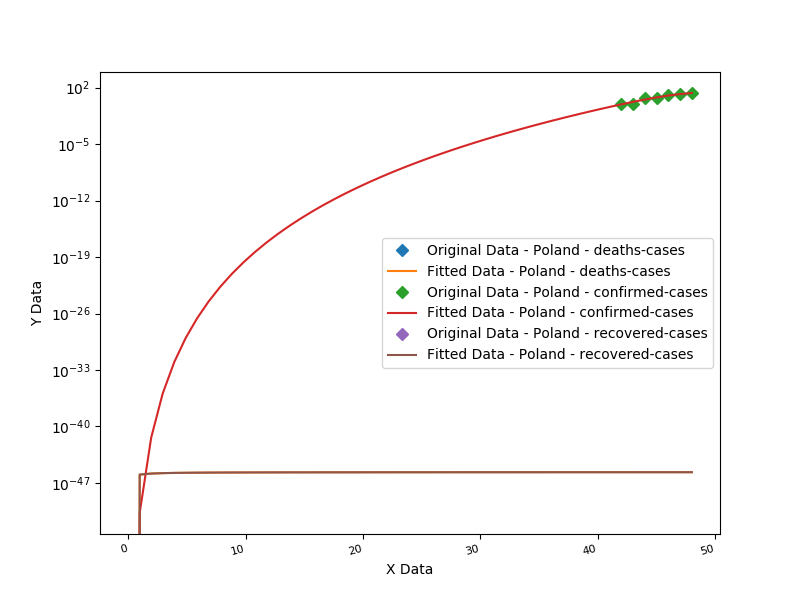 10^2
10^-5
10^-12
10^-19
10^-26
10^-33
10^-40
10^-47
Y Data
Original Data - Poland - deaths-cases
Fitted Data - Poland - deaths-cases
Original Data - Poland - confirmed-cases
Fitted Data - Poland - confirmed-cases
Original Data - Poland - recovered-cases
Fitted Data - Poland - recovered-cases
0 10 20 30 40 50
X Data